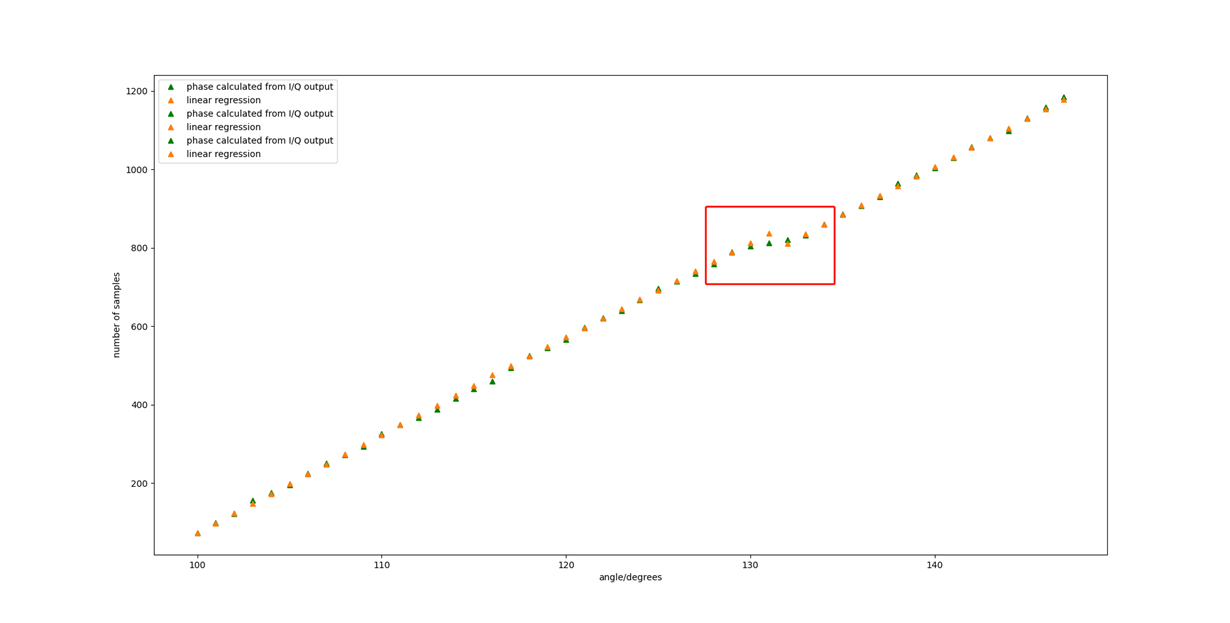 phase calculated from I/Q output
linear regression
phase calculated from I/Q output
linear regression
phase calculated from I/Q output
linear regression
1200
1000
800
600
400
200
number of samples
100 110 120 130 140
angle/degrees